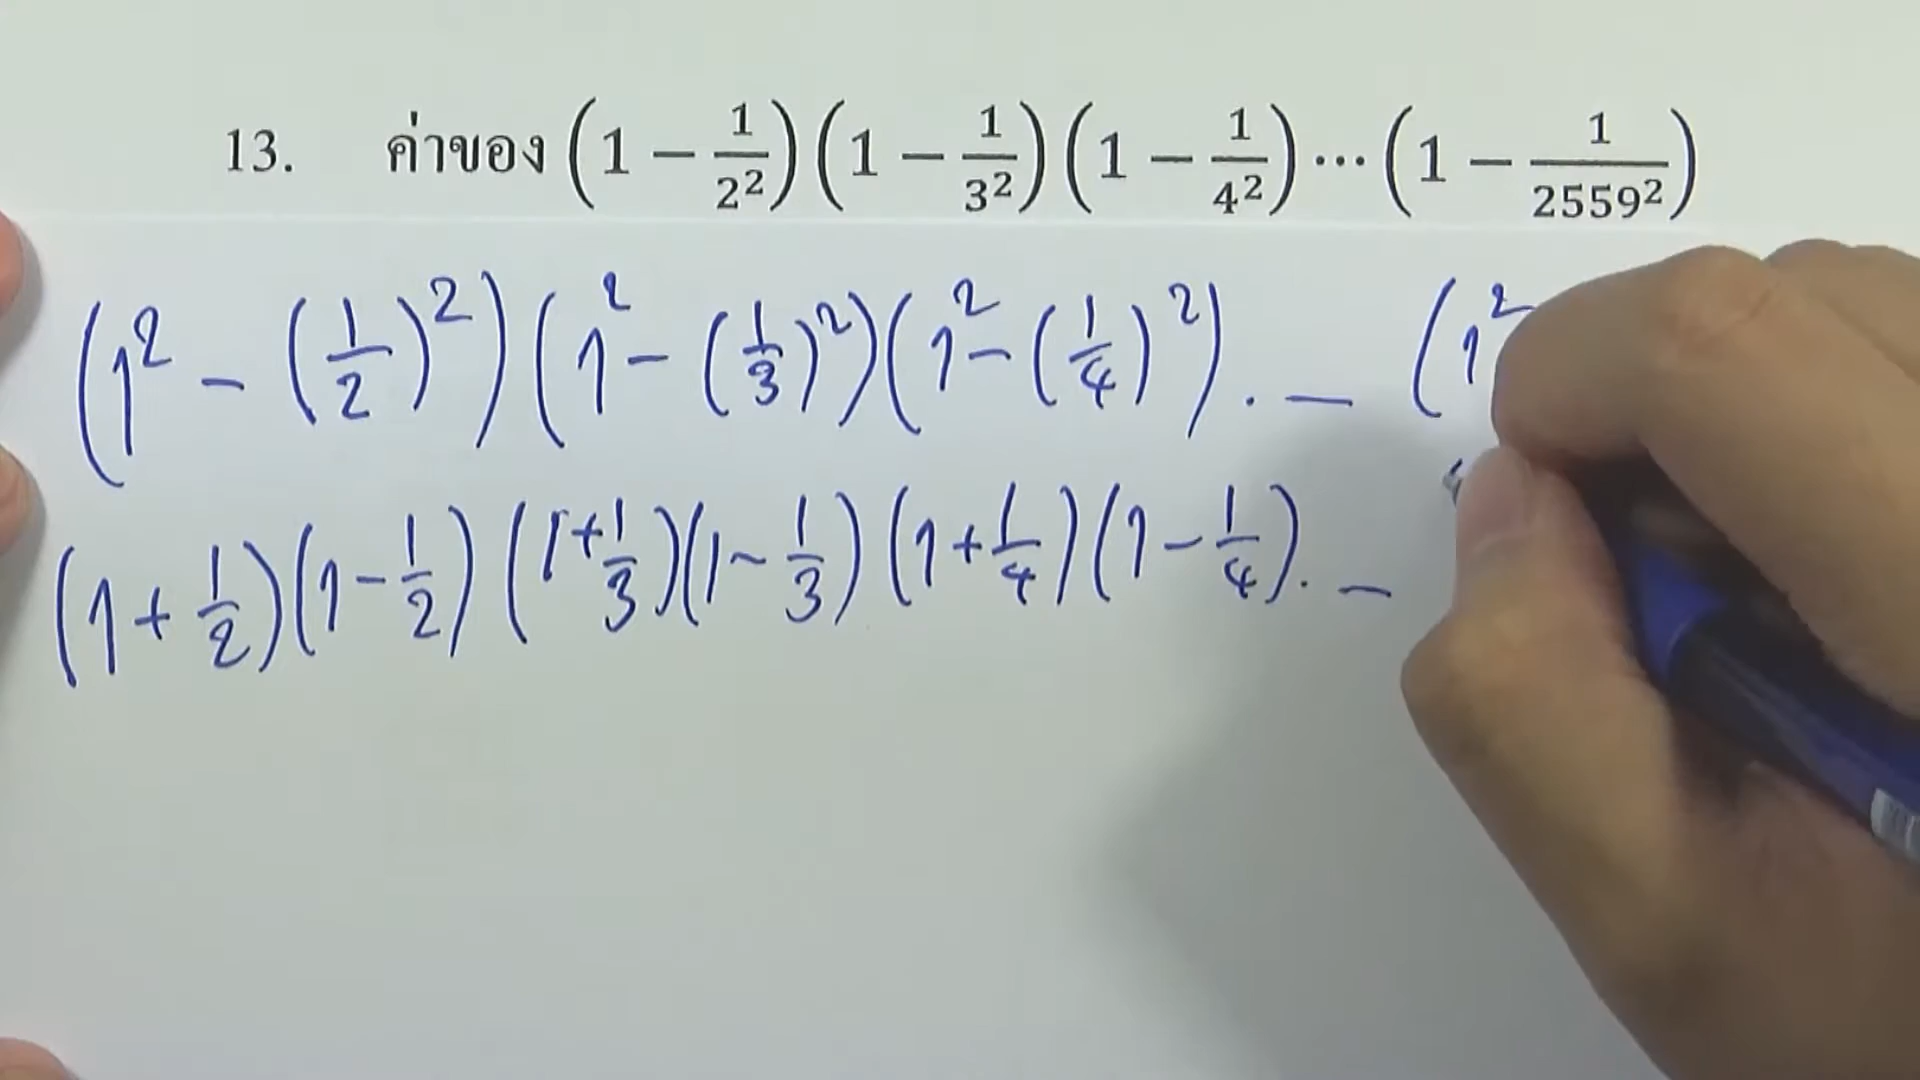 13. ค่าของ (1 − 1/2²)(1 − 1/3²)(1 − 1/4²)⋯(1 − 1/2559²)
(1² − (1/2)²)(1² − (1/3)²)(1² − (1/4)²). _ (1²
(1 + 1/2)(1 − 1/2)(1 + 1/3)(1 − 1/3)(1 + 1/4)(1 − 1/4). _